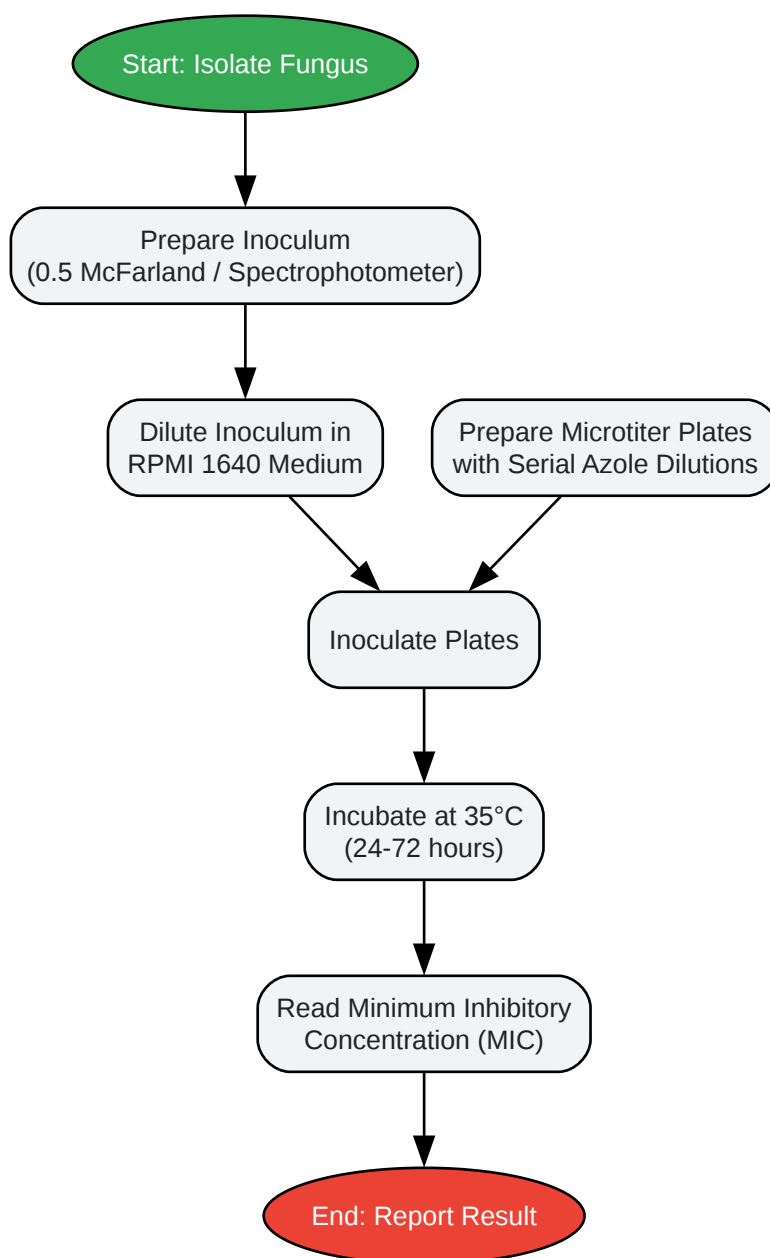 Start: Isolate Fungus
Prepare Inoculum
(0.5 McFarland / Spectrophotometer)
Dilute Inoculum in
RPMI 1640 Medium
Prepare Microtiter Plates
with Serial Azole Dilutions
Inoculate Plates
Incubate at 35°C
(24-72 hours)
Read Minimum Inhibitory
Concentration (MIC)
End: Report Result